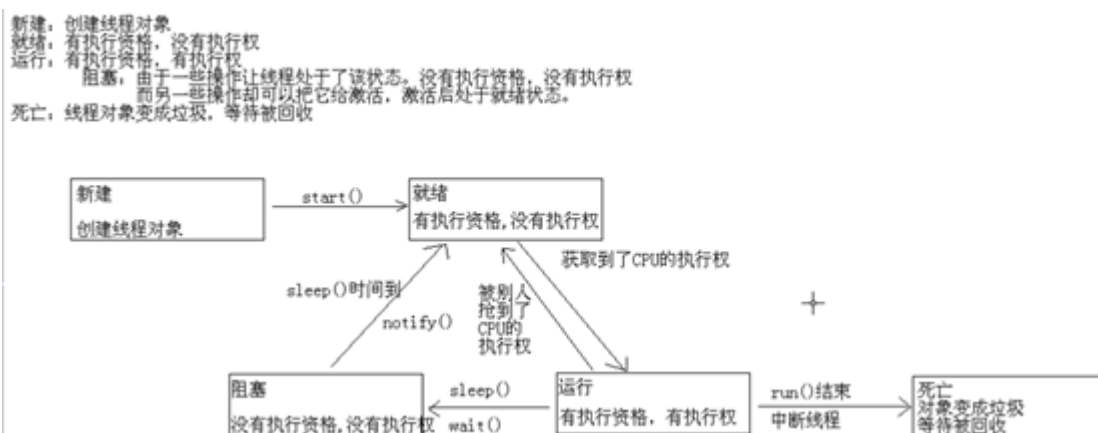 新建：创建线程对象
就绪：有执行资格，没有执行权
运行：有执行资格，有执行权
阻塞：由于一些操作让线程处于了该状态。没有执行资格，没有执行权
而另一些操作却可以把它给激活，激活后处于就绪状态。
死亡：线程对象变成垃圾，等待被回收
新建
创建线程对象
start()
就绪
有执行资格,没有执行权
获取到了CPU的执行权
sleep()时间到
notify()
被别人
抢到了
CPU的
执行权
阻塞
没有执行资格,没有执行权
sleep()
wait()
运行
有执行资格，有执行权
run()结束
中断线程
死亡
对象变成垃圾
等待被回收